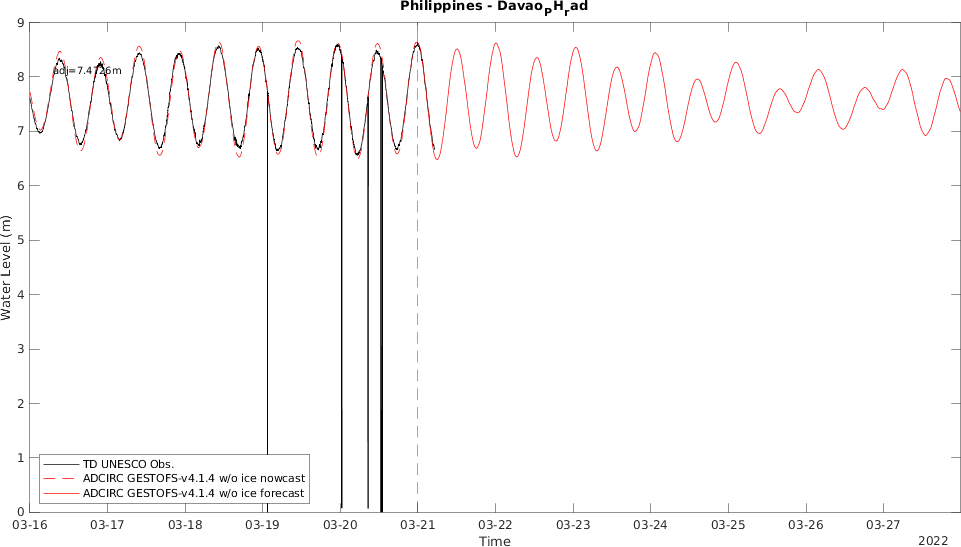 Philippines - Davao_PH_rad
9
8
7
6
5
4
3
2
1
0
Water Level (m)
adj=7.4726m
TD UNESCO Obs.
ADCIRC GESTOFS-v4.1.4 w/o ice nowcast
ADCIRC GESTOFS-v4.1.4 w/o ice forecast
03-16 03-17 03-18 03-19 03-20 03-21 03-22 03-23 03-24 03-25 03-26 03-27
Time
2022